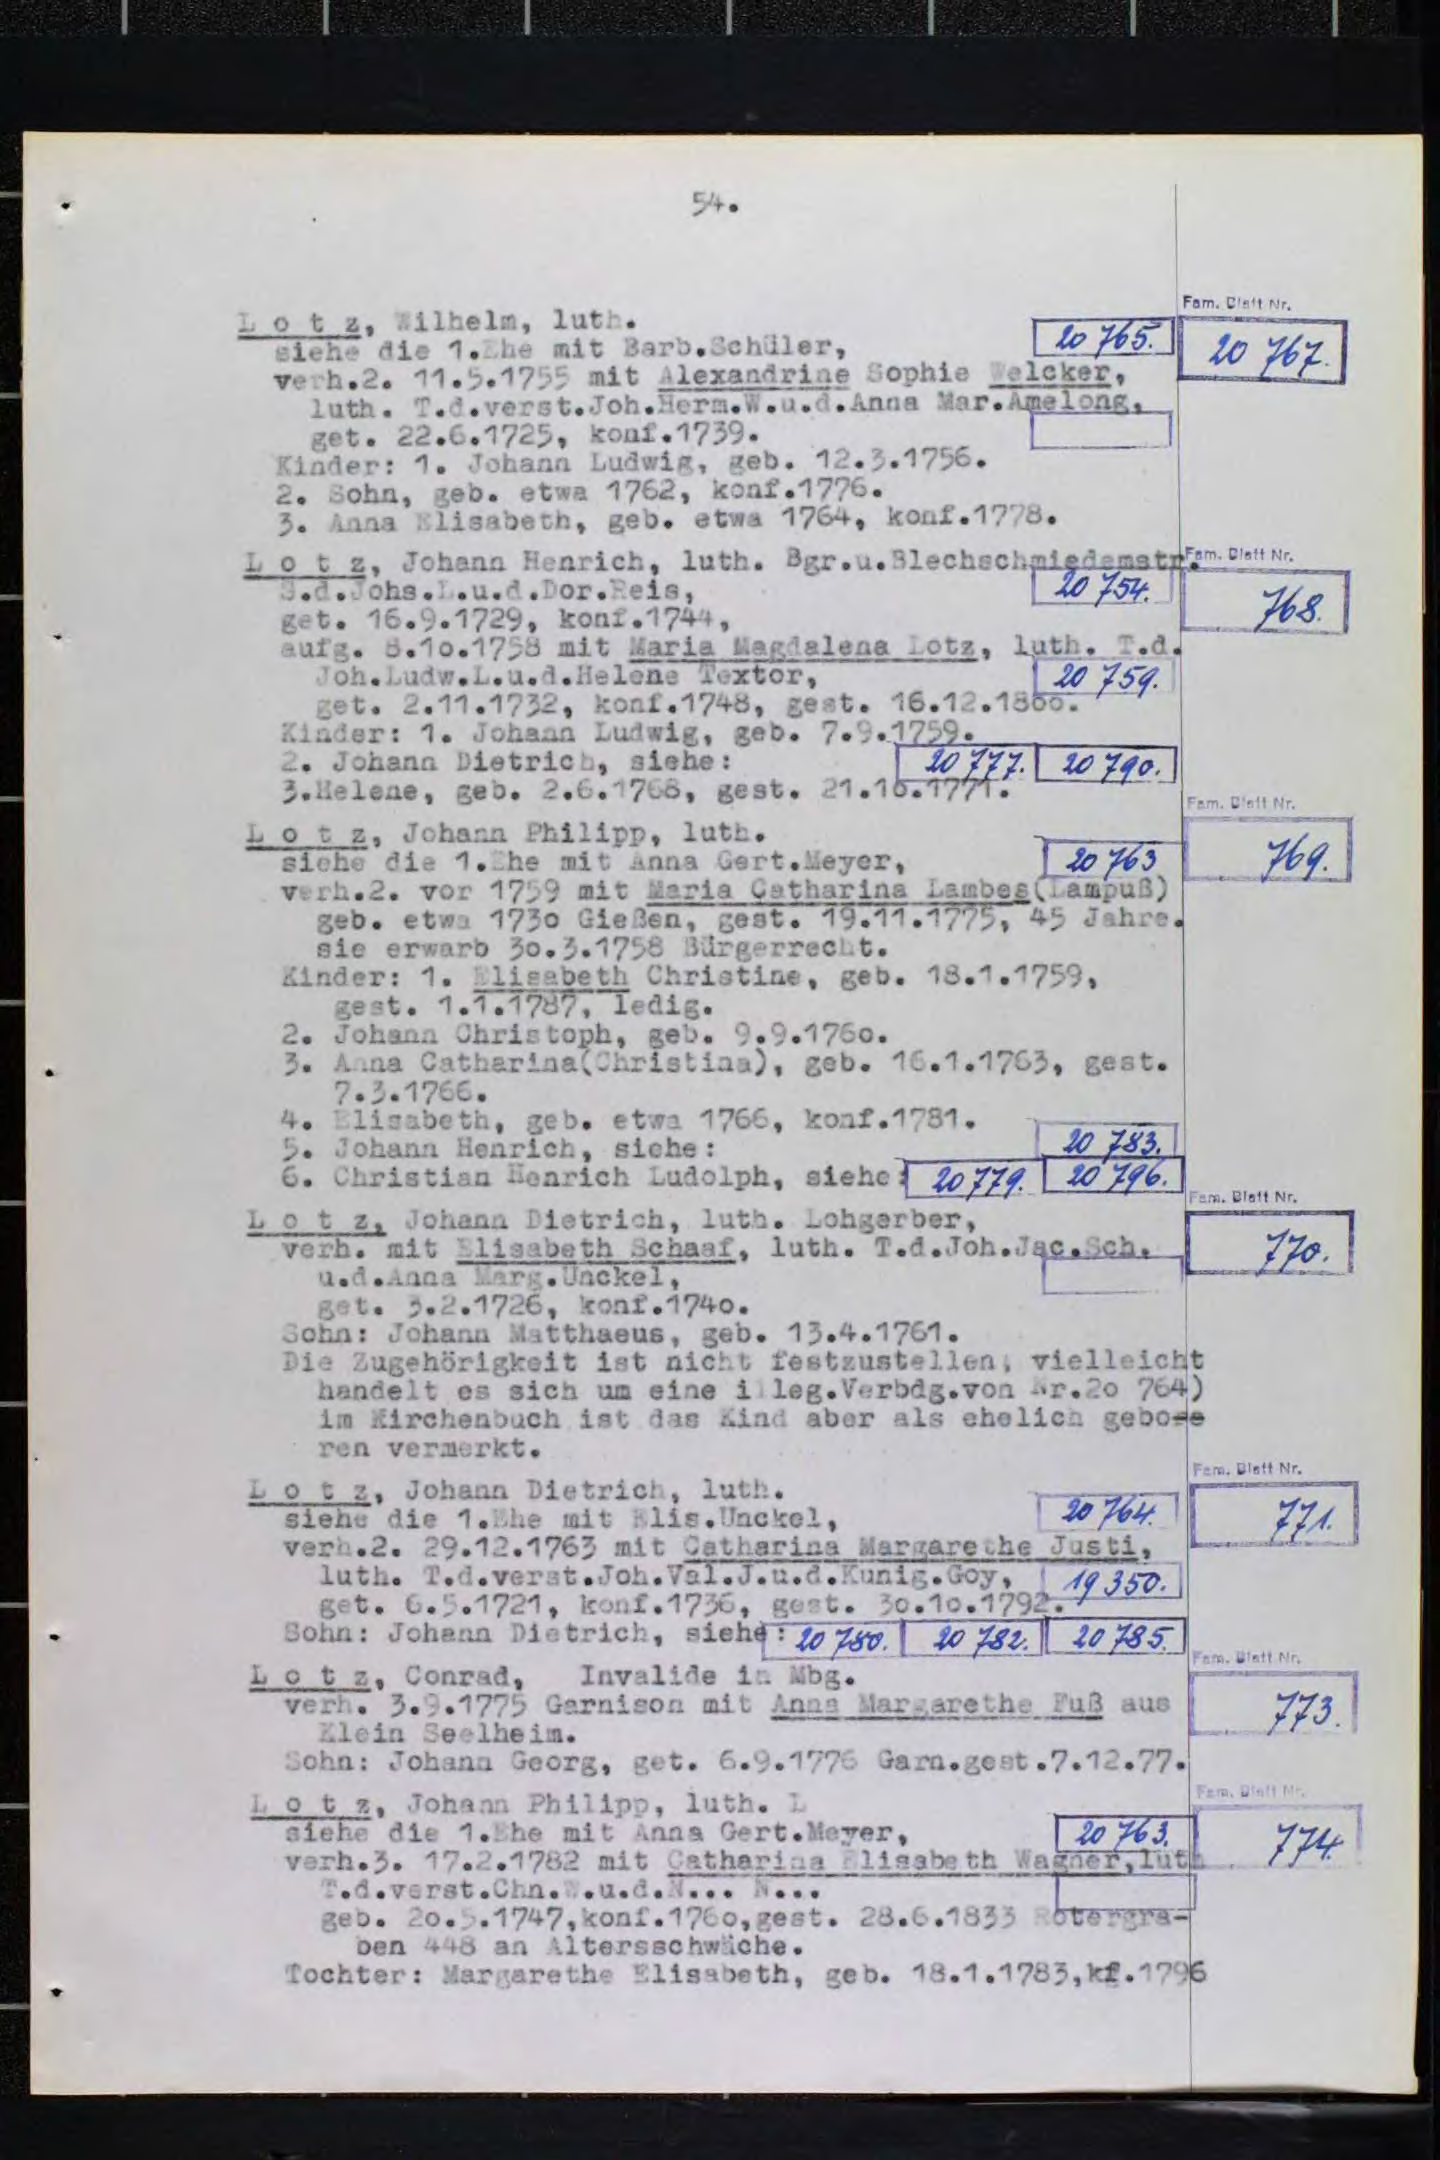 54.
Fam. Blatt Nr.
L o t z, Wilhelm, luth.
siehe die 1.Ehe mit Barb.Schüler, 20 765. 20 767.
verh.2. 11.5.1755 mit Alexandrine Sophie Welcker,
luth. T.d.verst.Joh.Herm.W.u.d.Anna Mar.Amelong,
get. 22.6.1725, konf.1739.
Kinder: 1. Johann Ludwig, geb. 12.3.1756.
2. Sohn, geb. etwa 1762, konf.1776.
3. Anna Elisabeth, geb. etwa 1764, konf.1778.
L o t z, Johann Henrich, luth. Bgr.u.Blechschmiedemstr. Fam. Blatt Nr.
S.d.Johs.L.u.d.Dor.Reis, 20 754. 768.
get. 16.9.1729, konf.1744,
aufg. 8.1o.1758 mit Maria Magdalena Lotz, luth. T.d.
Joh.Ludw.L.u.d.Helene Textor, 20 759.
get. 2.11.1732, konf.1748, gest. 16.12.18oo.
Kinder: 1. Johann Ludwig, geb. 7.9.1759.
2. Johann Dietrich, siehe: 20 777. 20 790.
3.Helene, geb. 2.6.1768, gest. 21.1o.1771.
Fam. Blatt Nr.
L o t z, Johann Philipp, luth.
siehe die 1.Ehe mit Anna Gert.Meyer, 20 763 769.
verh.2. vor 1759 mit Maria Catharina Lambes(Lampuß)
geb. etwa 173o Gießen, gest. 19.11.1775, 45 Jahre.
sie erwarb 3o.3.1758 Bürgerrecht.
Kinder: 1. Elisabeth Christine, geb. 18.1.1759,
gest. 1.1.1787, ledig.
2. Johann Christoph, geb. 9.9.176o.
3. Anna Catharina(Christina), geb. 16.1.1763, gest.
7.3.1766.
4. Elisabeth, geb. etwa 1766, konf.1781.
5. Johann Henrich, siehe: 20 783.
6. Christian Henrich Ludolph, siehe: 20 779. 20 796.
Fam. Blatt Nr.
L o t z, Johann Dietrich, luth. Lohgerber,
verh. mit Elisabeth Schaaf, luth. T.d.Joh.Jac.Sch. 770.
u.d.Anna Marg.Unckel,
get. 3.2.1726, konf.174o.
Sohn: Johann Matthaeus, geb. 13.4.1761.
Die Zugehörigkeit ist nicht festzustellen, vielleicht
handelt es sich um eine illeg.Verbdg.von Nr.2o 764)
im Kirchenbuch ist das Kind aber als ehelich gebore
ren vermerkt.
Fam. Blatt Nr.
L o t z, Johann Dietrich, luth.
siehe die 1.Ehe mit Elis.Unckel, 20 764. 771.
verh.2. 29.12.1763 mit Catharina Margarethe Justi,
luth. T.d.verst.Joh.Val.J.u.d.Kunig.Goy, 19 350.
get. 6.5.1721, konf.1736, gest. 3o.1o.1792.
Sohn: Johann Dietrich, siehe: 20 780. 20 782. 20 785.
Fam. Blatt Nr.
L o t z, Conrad, Invalide in Mbg.
verh. 3.9.1775 Garnison mit Anna Margarethe Fuß aus 773.
Klein Seelheim.
Sohn: Johann Georg, get. 6.9.1776 Garn.gest.7.12.77.
Fam. Blatt Nr.
L o t z, Johann Philipp, luth. L
siehe die 1.Ehe mit Anna Gert.Meyer, 20 763. 774.
verh.3. 17.2.1782 mit Catharina Elisabeth Wagner,luth
T.d.verst.Chn.W.u.d.N... N...
geb. 2o.5.1747,konf.176o,gest. 28.6.1833 Rotergra-
ben 448 an Altersschwäche.
Tochter: Margarethe Elisabeth, geb. 18.1.1783,kf.1796